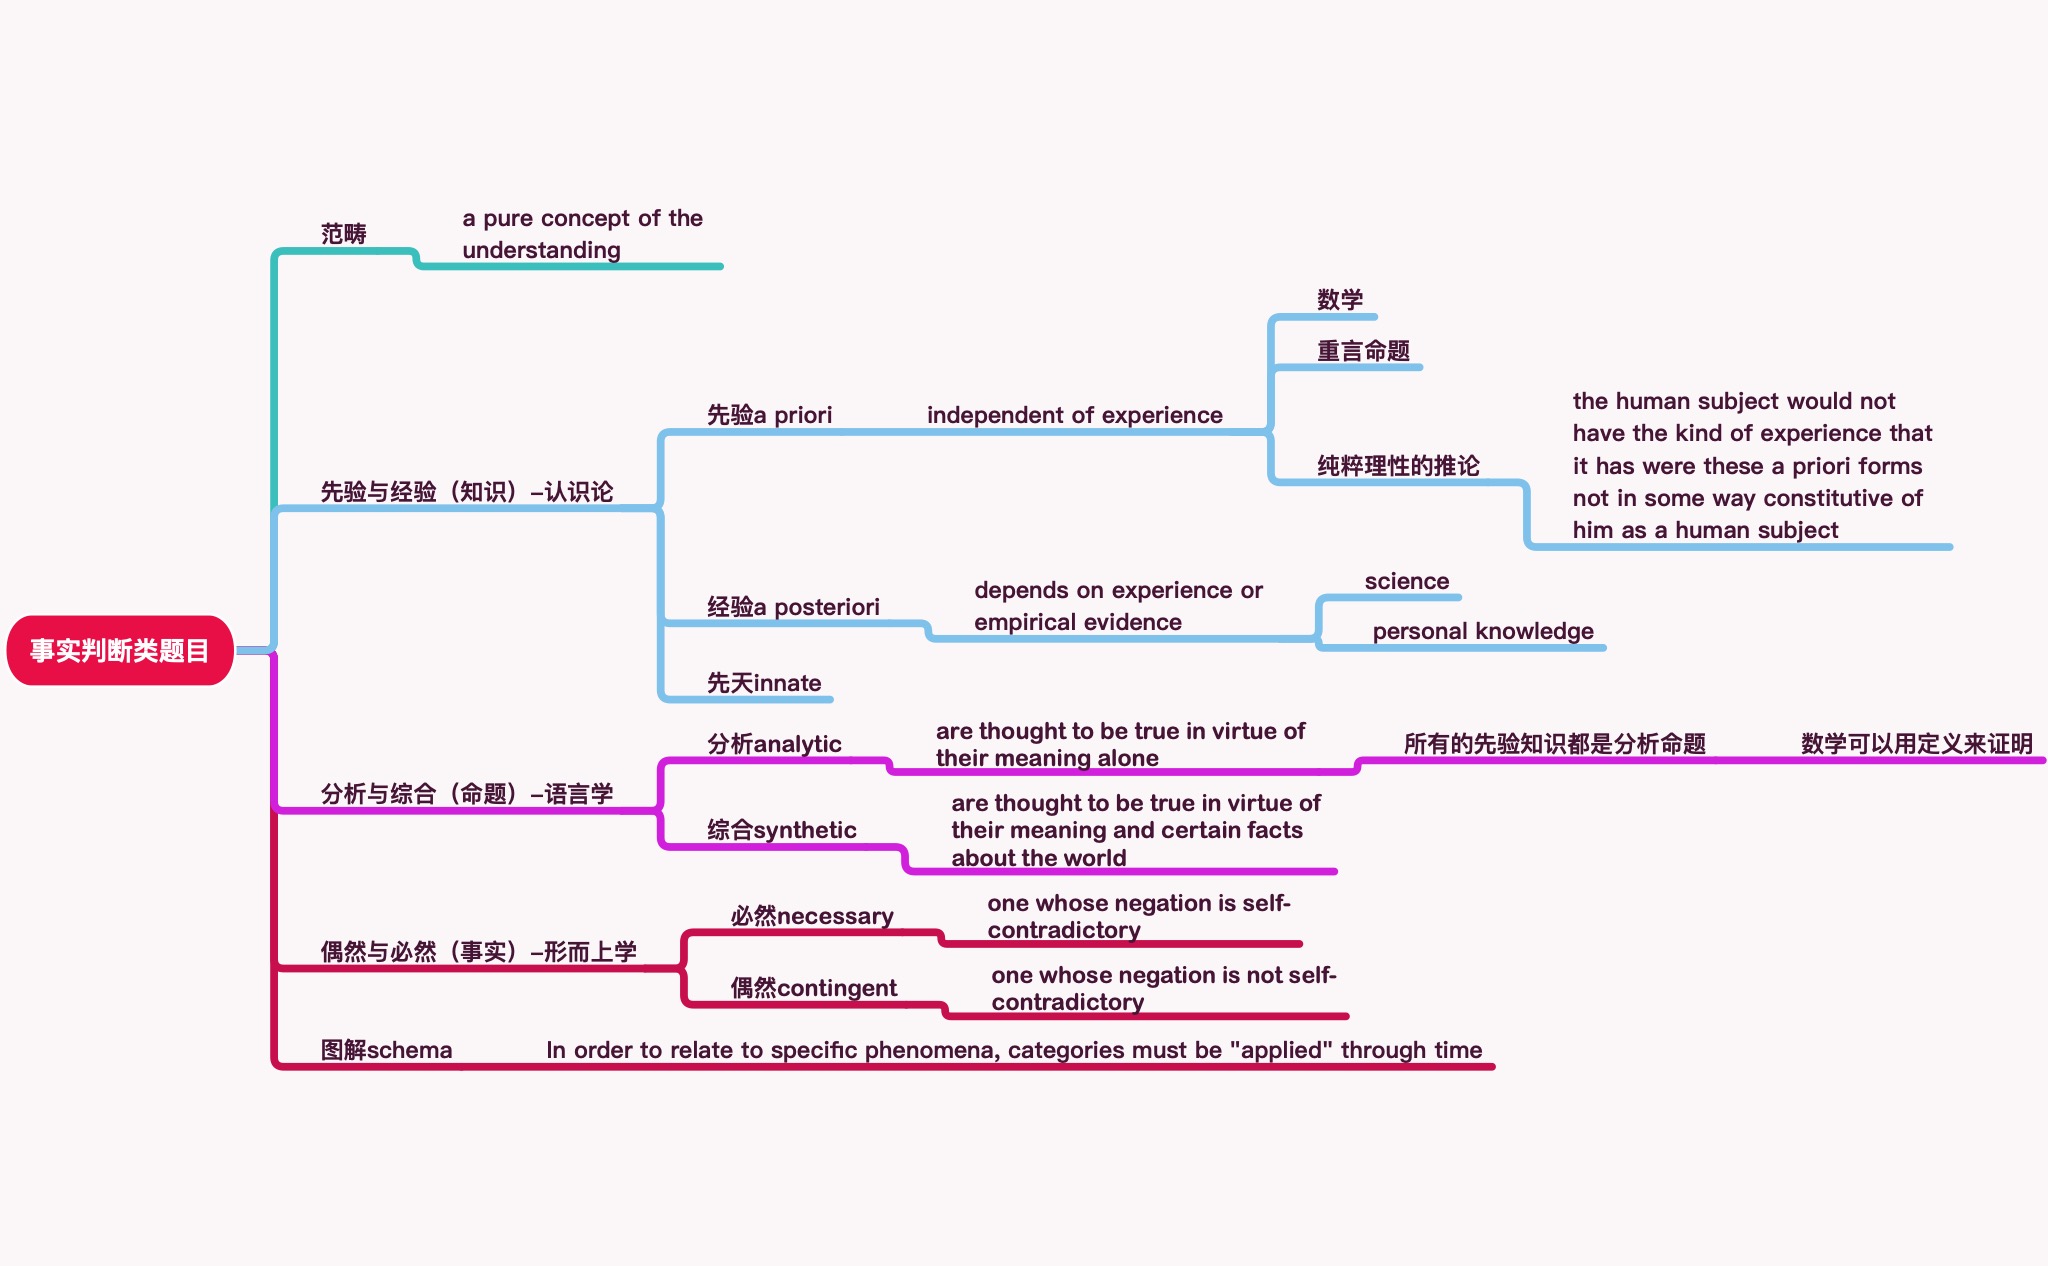 事实判断类题目
范畴
a pure concept of the
understanding
先验与经验（知识）–认识论
先验a priori
independent of experience
数学
重言命题
纯粹理性的推论
the human subject would not
have the kind of experience that
it has were these a priori forms
not in some way constitutive of
him as a human subject
经验a posteriori
depends on experience or
empirical evidence
science
personal knowledge
先天innate
分析与综合（命题）–语言学
分析analytic
are thought to be true in virtue of
their meaning alone
所有的先验知识都是分析命题
数学可以用定义来证明
综合synthetic
are thought to be true in virtue of
their meaning and certain facts
about the world
偶然与必然（事实）–形而上学
必然necessary
one whose negation is self-
contradictory
偶然contingent
one whose negation is not self-
contradictory
图解schema
In order to relate to specific phenomena, categories must be "applied" through time